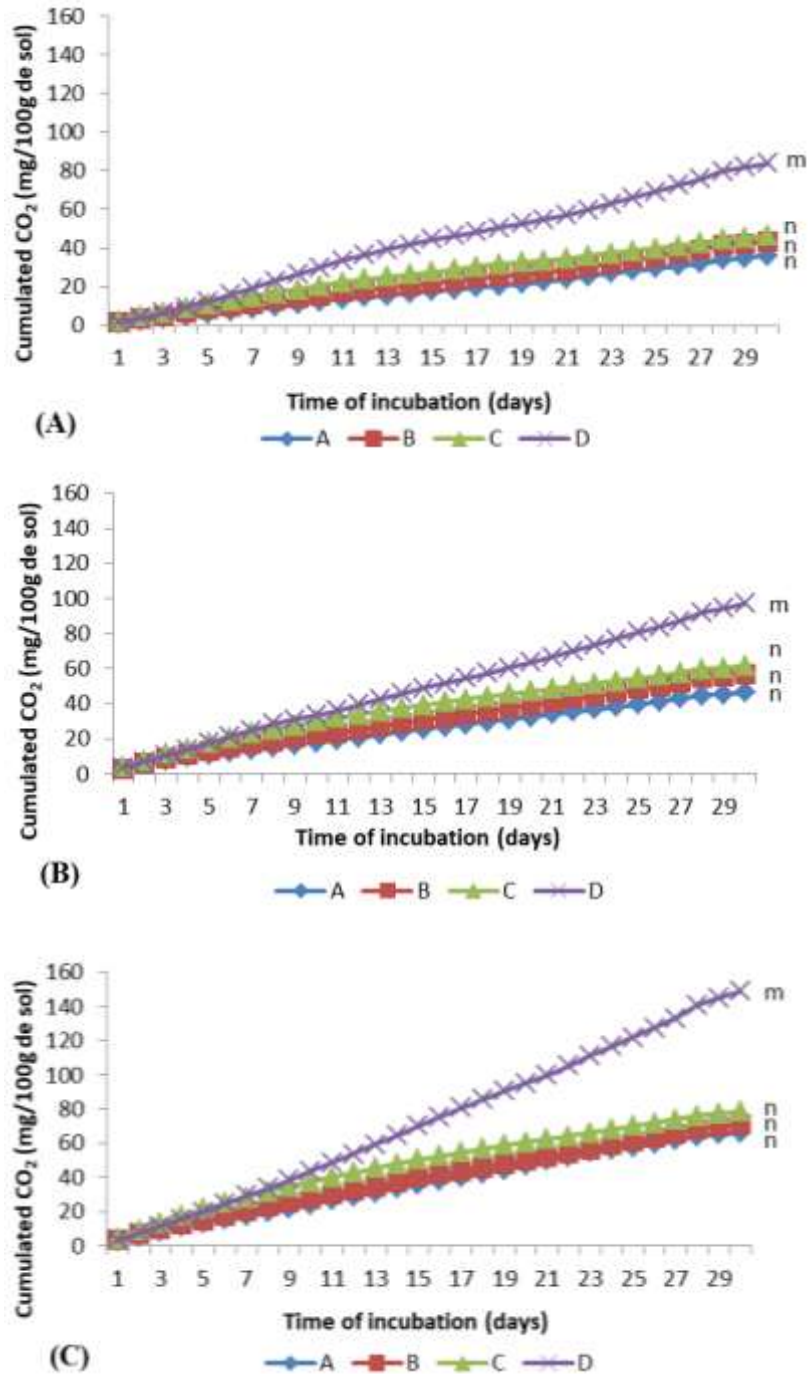 Cumulated CO₂ (mg/100g de sol)
160
140
120
100
80
60
40
20
0
m
n
n
n
1 3 5 7 9 11 13 15 17 19 21 23 25 27 29
Time of incubation (days)
(A)
A B C D
Cumulated CO₂ (mg/100g de sol)
160
140
120
100
80
60
40
20
0
m
n
n
n
1 3 5 7 9 11 13 15 17 19 21 23 25 27 29
Time of incubation (days)
(B)
A B C D
Cumulated CO₂ (mg/100g de sol)
160
140
120
100
80
60
40
20
0
m
n
n
n
1 3 5 7 9 11 13 15 17 19 21 23 25 27 29
Time of incubation (days)
(C)
A B C D